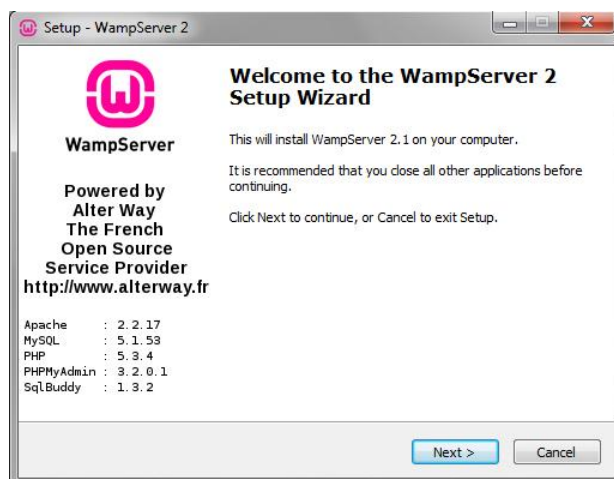 Setup - WampServer 2
WampServer
Powered by
Alter Way
The French
Open Source
Service Provider
http://www.alterway.fr
Apache : 2.2.17
MySQL : 5.1.53
PHP : 5.3.4
PHPMyAdmin : 3.2.0.1
SqlBuddy : 1.3.2
Welcome to the WampServer 2
Setup Wizard
This will install WampServer 2.1 on your computer.
It is recommended that you close all other applications before
continuing.
Click Next to continue, or Cancel to exit Setup.
Next >
Cancel